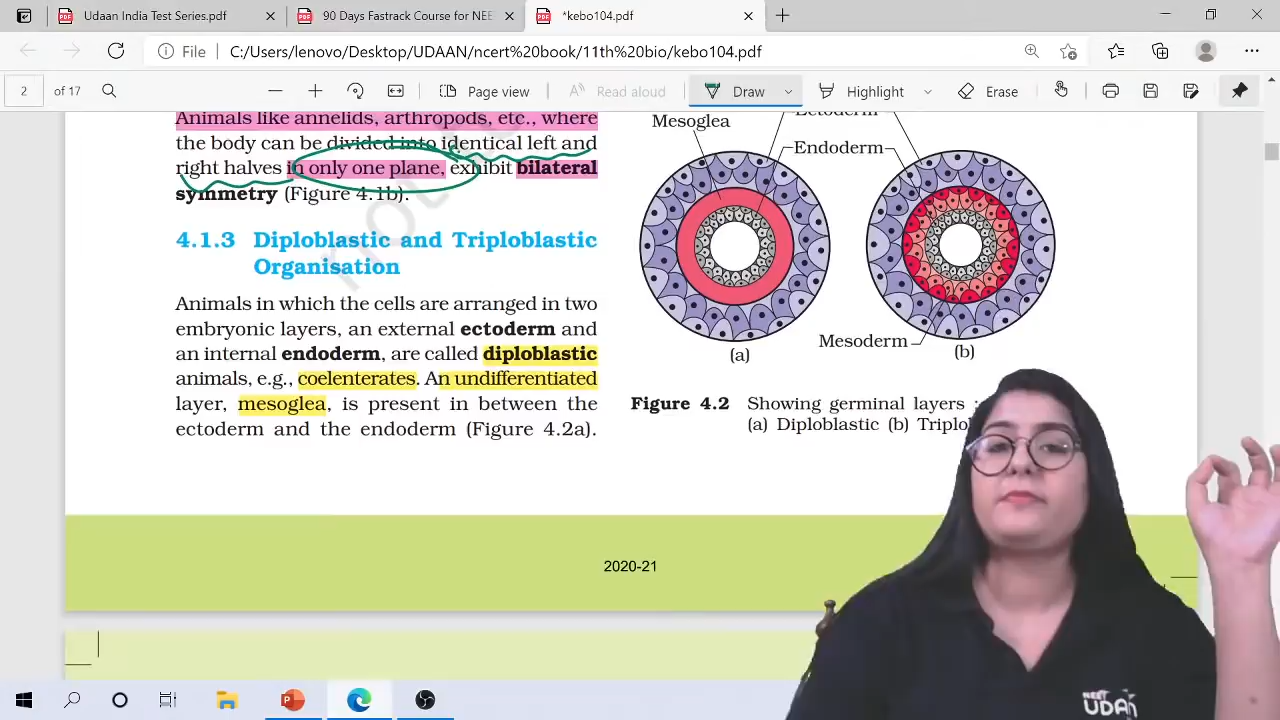 Udaan India Test Series.pdf
90 Days Fastrack Course for NEE
*kebo104.pdf
File
C:/Users/lenovo/Desktop/UDAAN/ncert%20book/11th%20bio/kebo104.pdf
2 of 17
Page view
Read aloud
Draw
Highlight
Erase
Animals like annelids, arthropods, etc., where
the body can be divided into identical left and
right halves in only one plane, exhibit bilateral
symmetry (Figure 4.1b).
4.1.3 Diploblastic and Triploblastic
Organisation
Animals in which the cells are arranged in two
embryonic layers, an external ectoderm and
an internal endoderm, are called diploblastic
animals, e.g., coelenterates. An undifferentiated
layer, mesoglea, is present in between the
ectoderm and the endoderm (Figure 4.2a).
Ectoderm
Mesoglea
Endoderm
Mesoderm
(a)
(b)
Figure 4.2 Showing germinal layers :
(a) Diploblastic (b) Triplo
2020-21
NEET
UDAN